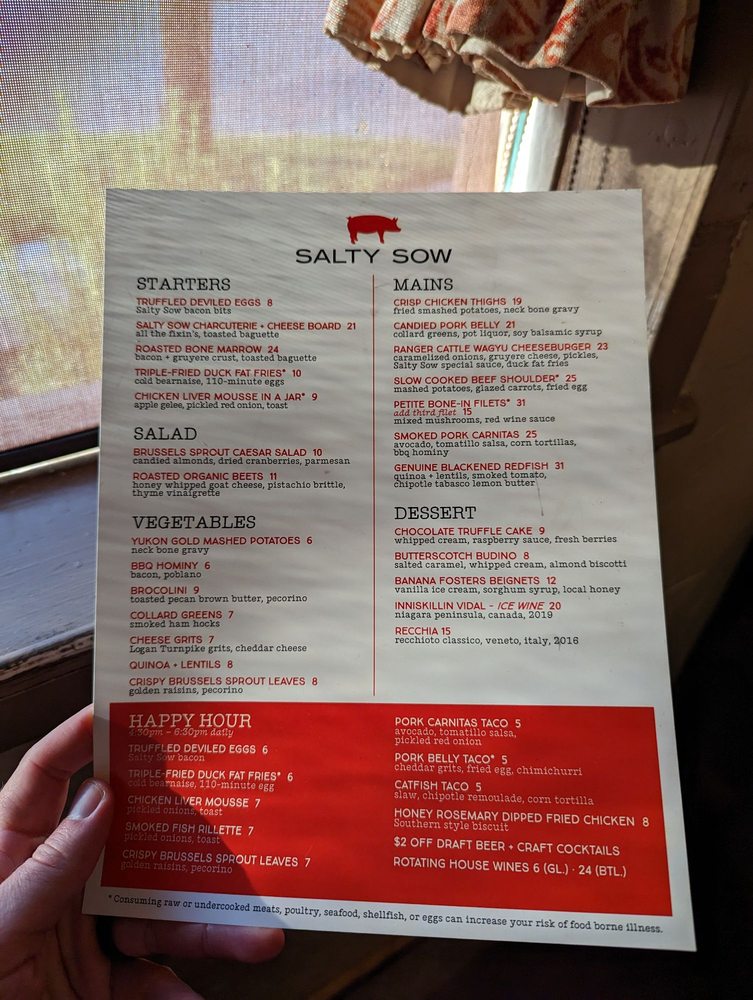 SALTY SOW
STARTERS
TRUFFLED DEVILED EGGS 8
Salty Sow bacon bits
SALTY SOW CHARCUTERIE + CHEESE BOARD 21
all the fixin's, toasted baguette
ROASTED BONE MARROW 24
bacon + gruyere crust, toasted baguette
TRIPLE-FRIED DUCK FAT FRIES* 10
cold bearnaise, 110-minute eggs
CHICKEN LIVER MOUSSE IN A JAR* 9
apple gelee, pickled red onion, toast
SALAD
BRUSSELS SPROUT CAESAR SALAD 10
candied almonds, dried cranberries, parmesan
ROASTED ORGANIC BEETS 11
honey whipped goat cheese, pistachio brittle,
thyme vinaigrette
VEGETABLES
YUKON GOLD MASHED POTATOES 6
neck bone gravy
BBQ HOMINY 6
bacon, poblano
BROCOLINI 9
toasted pecan brown butter, pecorino
COLLARD GREENS 7
smoked ham hocks
CHEESE GRITS 7
Logan Turnpike grits, cheddar cheese
QUINOA + LENTILS 8
CRISPY BRUSSELS SPROUT LEAVES 8
golden raisins, pecorino
MAINS
CRISP CHICKEN THIGHS 19
fried smashed potatoes, neck bone gravy
CANDIED PORK BELLY 21
collard greens, pot liquor, soy balsamic syrup
RANGER CATTLE WAGYU CHEESEBURGER 23
caramelized onions, gruyere cheese, pickles,
Salty Sow special sauce, duck fat fries
SLOW COOKED BEEF SHOULDER* 25
mashed potatoes, glazed carrots, fried egg
PETITE BONE-IN FILETS* 31
add third filet 15
mixed mushrooms, red wine sauce
SMOKED PORK CARNITAS 25
avocado, tomatillo salsa, corn tortillas,
bbq hominy
GENUINE BLACKENED REDFISH 31
quinoa + lentils, smoked tomato,
chipotle tabasco lemon butter
DESSERT
CHOCOLATE TRUFFLE CAKE 9
whipped cream, raspberry sauce, fresh berries
BUTTERSCOTCH BUDINO 8
salted caramel, whipped cream, almond biscotti
BANANA FOSTERS BEIGNETS 12
vanilla ice cream, sorghum syrup, local honey
INNISKILLIN VIDAL - ICE WINE 20
niagara peninsula, canada, 2019
RECCHIA 15
recchioto classico, veneto, italy, 2016
HAPPY HOUR
4:30pm - 6:30pm daily
TRUFFLED DEVILED EGGS 6
Salty Sow bacon
TRIPLE-FRIED DUCK FAT FRIES* 6
cold bearnaise, 110-minute egg
CHICKEN LIVER MOUSSE 7
pickled onions, toast
SMOKED FISH RILLETTE 7
pickled onions, toast
CRISPY BRUSSELS SPROUT LEAVES 7
golden raisins, pecorino
PORK CARNITAS TACO 5
avocado, tomatillo salsa,
pickled red onion
PORK BELLY TACO* 5
cheddar grits, fried egg, chimichurri
CATFISH TACO 5
slaw, chipotle remoulade, corn tortilla
HONEY ROSEMARY DIPPED FRIED CHICKEN 8
Southern style biscuit
$2 OFF DRAFT BEER + CRAFT COCKTAILS
ROTATING HOUSE WINES 6 (GL.) · 24 (BTL.)
* Consuming raw or undercooked meats, poultry, seafood, shellfish, or eggs can increase your risk of food borne illness.